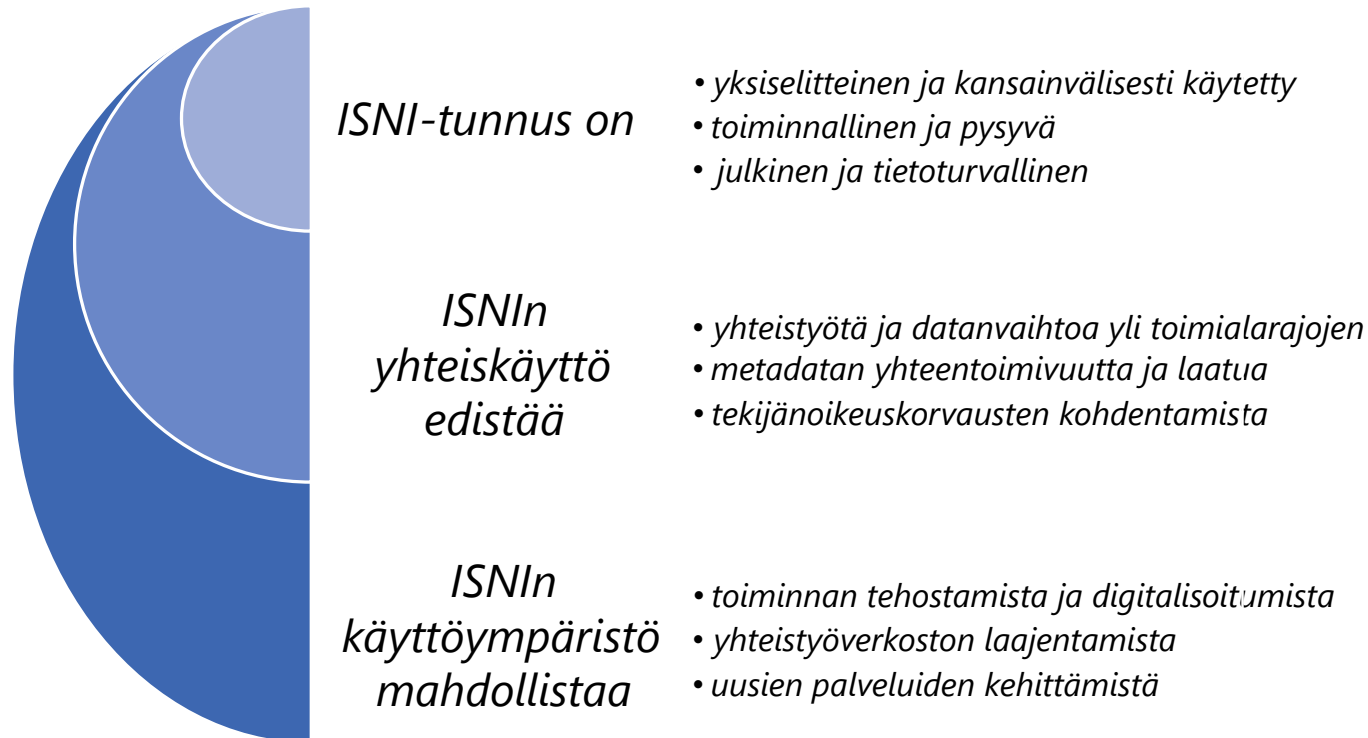 ISNI-tunnus on
• yksiselitteinen ja kansainvälisesti käytetty
• toiminnallinen ja pysyvä
• julkinen ja tietoturvallinen
ISNIn
yhteiskäyttö
edistää
• yhteistyötä ja datanvaihtoa yli toimialarajojen
• metadatan yhteentoimivuutta ja laatua
• tekijänoikeuskorvausten kohdentamista
ISNIn
käyttöympäristö
mahdollistaa
• toiminnan tehostamista ja digitalisoitumista
• yhteistyöverkoston laajentamista
• uusien palveluiden kehittämistä